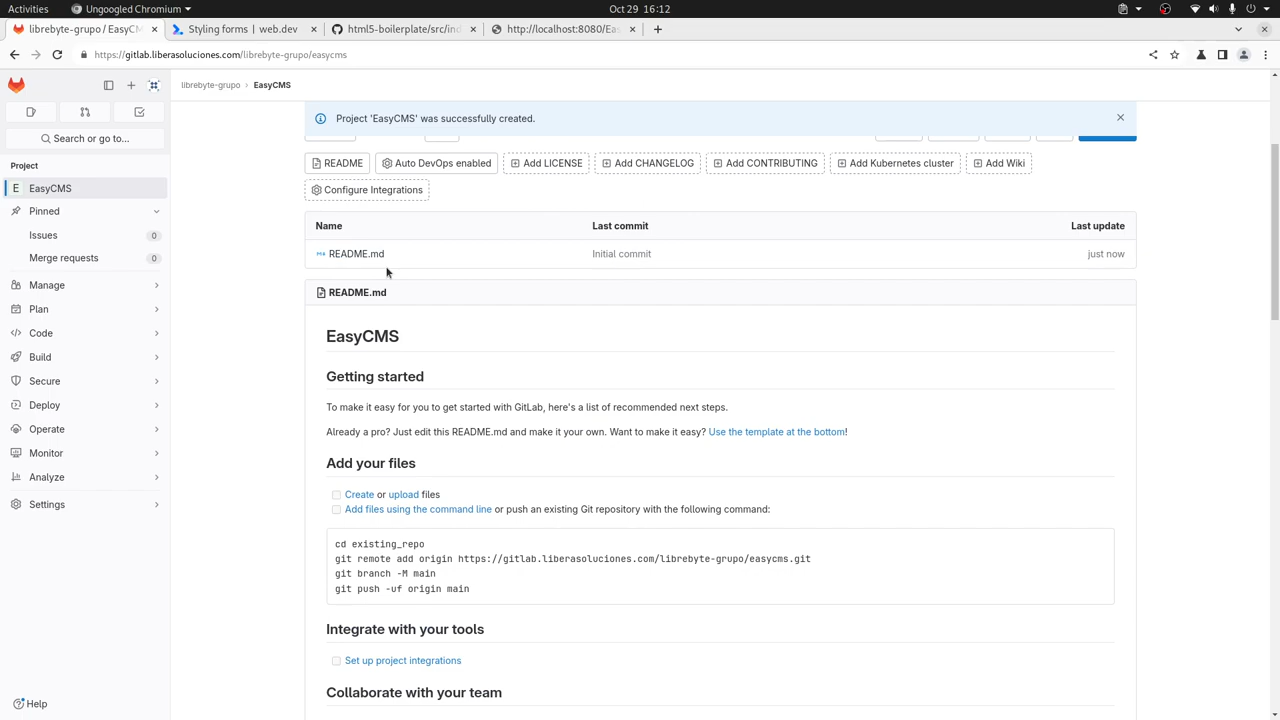 Activities
Ungoogled Chromium
Oct 29 16:12
librebyte-grupo / EasyCM
Styling forms | web.dev
html5-boilerplate/src/ind
http://localhost:8080/Eas
https://gitlab.liberasoluciones.com/librebyte-grupo/easycms
librebyte-grupo › EasyCMS
Search or go to...
Project
E EasyCMS
Pinned
Issues 0
Merge requests 0
Manage
Plan
Code
Build
Secure
Deploy
Operate
Monitor
Analyze
Settings
Help
Project 'EasyCMS' was successfully created.
README
Auto DevOps enabled
Add LICENSE
Add CHANGELOG
Add CONTRIBUTING
Add Kubernetes cluster
Add Wiki
Configure Integrations
Name Last commit Last update
README.md Initial commit just now
README.md
EasyCMS
Getting started
To make it easy for you to get started with GitLab, here's a list of recommended next steps.
Already a pro? Just edit this README.md and make it your own. Want to make it easy? Use the template at the bottom!
Add your files
Create or upload files
Add files using the command line or push an existing Git repository with the following command:
cd existing_repo
git remote add origin https://gitlab.liberasoluciones.com/librebyte-grupo/easycms.git
git branch -M main
git push -uf origin main
Integrate with your tools
Set up project integrations
Collaborate with your team